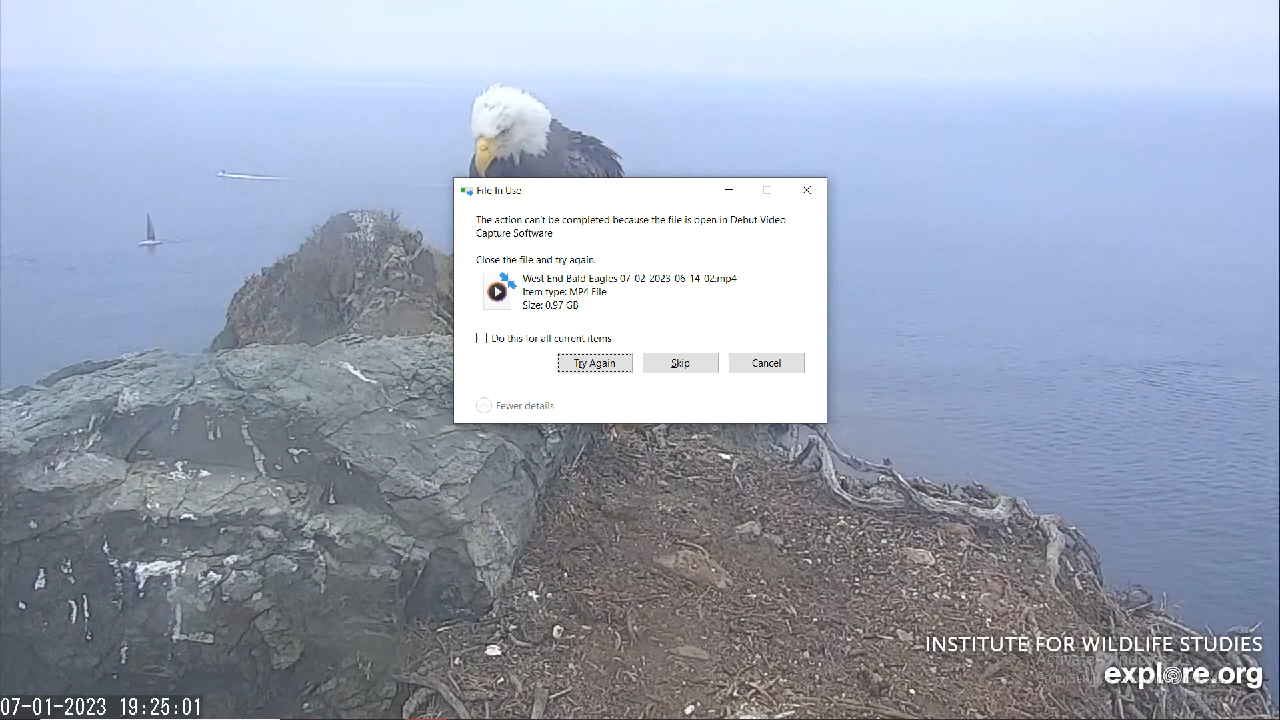 File In Use
The action can't be completed because the file is open in Debut Video
Capture Software
Close the file and try again.
West End Bald Eagles 07-02-2023_06-14-02.mp4
Item type: MP4 File
Size: 0.97 GB
Do this for all current items
Try Again
Skip
Cancel
Fewer details
INSTITUTE FOR WILDLIFE STUDIES
explore.org
07-01-2023 19:25:01